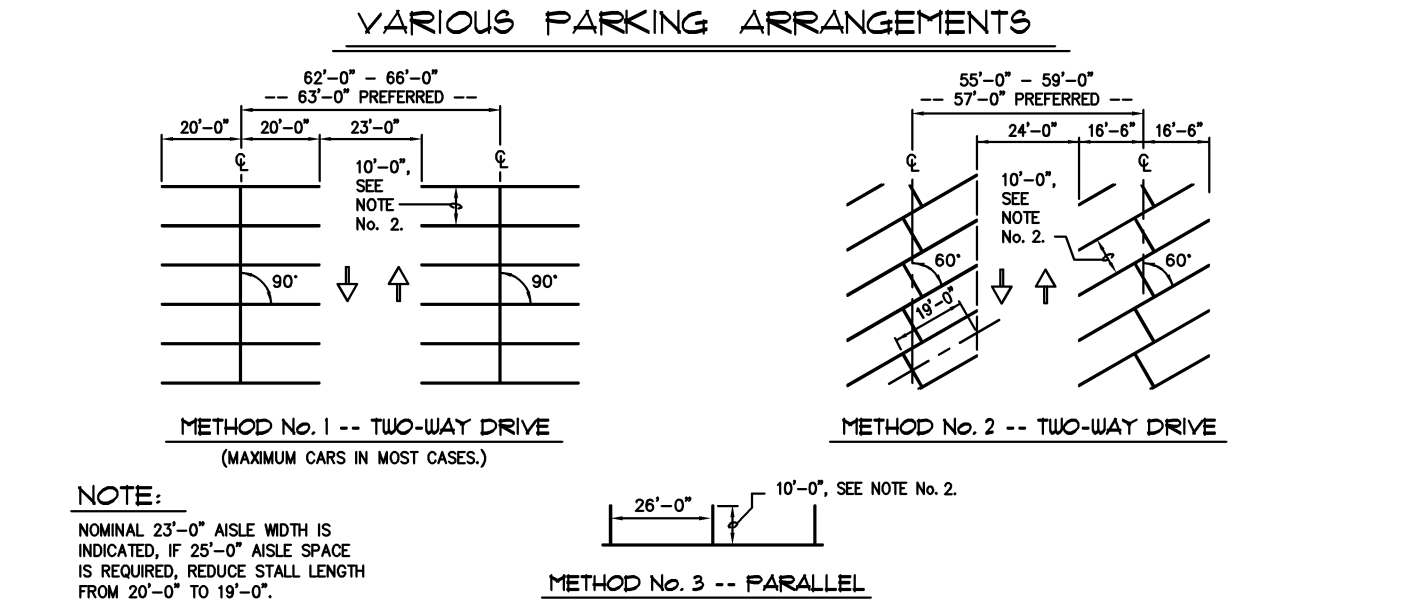 VARIOUS PARKING ARRANGEMENTS
62'-0" - 66'-0"
-- 63'-0" PREFERRED --
20'-0" 20'-0" 23'-0"
℄ ℄
10'-0",
SEE
NOTE
No. 2.
90° 90°
METHOD No. 1 -- TWO-WAY DRIVE
(MAXIMUM CARS IN MOST CASES.)
55'-0" - 59'-0"
-- 57'-0" PREFERRED --
24'-0" 16'-6" 16'-6"
℄ ℄
10'-0",
SEE
NOTE
No. 2.
60° 60°
19'-0"
METHOD No. 2 -- TWO-WAY DRIVE
NOTE:
NOMINAL 23'-0" AISLE WIDTH IS
INDICATED, IF 25'-0" AISLE SPACE
IS REQUIRED, REDUCE STALL LENGTH
FROM 20'-0" TO 19'-0".
26'-0"
10'-0", SEE NOTE No. 2.
METHOD No. 3 -- PARALLEL